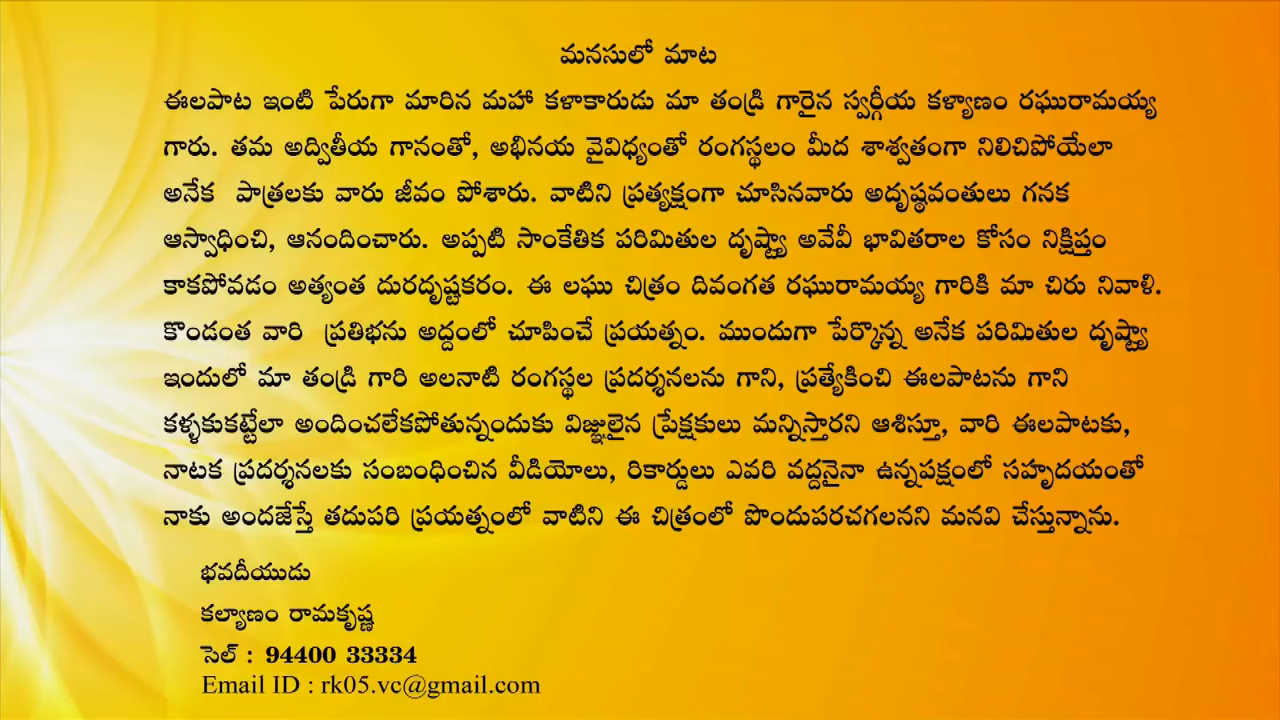 మనసులో మాట
ఈలపాట ఇంటి పేరుగా మారిన మహా కళాకారుడు మా తండ్రి గారైన స్వర్గీయ కళ్యాణం రఘురామయ్య
గారు. తమ అద్వితీయ గానంతో, అభినయ వైవిధ్యంతో రంగస్థలం మీద శాశ్వతంగా నిలిచిపోయేలా
అనేక పాత్రలకు వారు జీవం పోశారు. వాటిని ప్రత్యక్షంగా చూసినవారు అదృష్ఠవంతులు గనక
ఆస్వాధించి, ఆనందించారు. అప్పటి సాంకేతిక పరిమితుల దృష్ట్యా అవేవీ భావితరాల కోసం నిక్షిప్తం
కాకపోవడం అత్యంత దురదృష్టకరం. ఈ లఘు చిత్రం దివంగత రఘురామయ్య గారికి మా చిరు నివాళి.
కొండంత వారి ప్రతిభను అద్దంలో చూపించే ప్రయత్నం. ముందుగా పేర్కొన్న అనేక పరిమితుల దృష్ట్యా
ఇందులో మా తండ్రి గారి అలనాటి రంగస్థల ప్రదర్శనలను గాని, ప్రత్యేకించి ఈలపాటను గాని
కళ్ళకుకట్టేలా అందించలేకపోతున్నందుకు విజ్ఞులైన ప్రేక్షకులు మన్నిస్తారని ఆశిస్తూ, వారి ఈలపాటకు,
నాటక ప్రదర్శనలకు సంబంధించిన వీడియోలు, రికార్డులు ఎవరి వద్దనైనా ఉన్నపక్షంలో సహృదయంతో
నాకు అందజేస్తే తదుపరి ప్రయత్నంలో వాటిని ఈ చిత్రంలో పొందుపరచగలనని మనవి చేస్తున్నాను.
భవదీయుడు
కల్యాణం రామకృష్ణ
సెల్ : 94400 33334
Email ID : rk05.vc@gmail.com